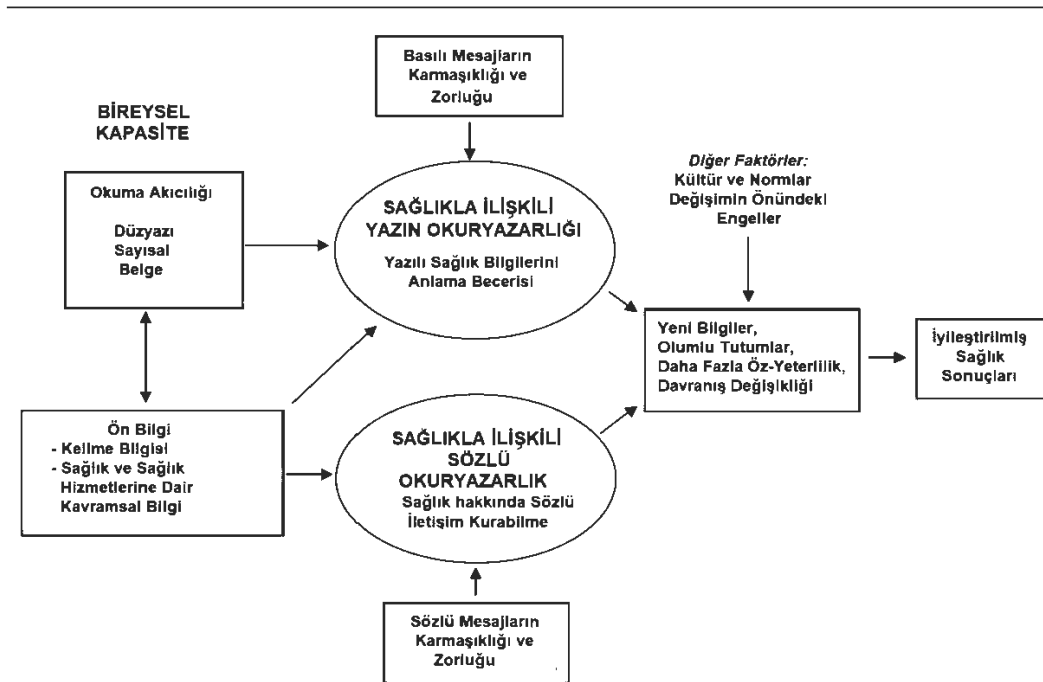 Basılı Mesajların
Karmaşıklığı ve
Zorluğu
BİREYSEL
KAPASİTE
Okuma Akıcılığı
Düzyazı
Sayısal
Belge
SAĞLIKLA İLİŞKİLİ
YAZIN OKURYAZARLIĞI
Yazılı Sağlık Bilgilerini
Anlama Becerisi
Diğer Faktörler:
Kültür ve Normlar
Değişimin Önündeki
Engeller
Yeni Bilgiler,
Olumlu Tutumlar,
Daha Fazla Öz-Yeterlilik,
Davranış Değişikliği
İyileştirilmiş
Sağlık
Sonuçları
Ön Bilgi
- Kelime Bilgisi
- Sağlık ve Sağlık
Hizmetlerine Dair
Kavramsal Bilgi
SAĞLIKLA İLİŞKİLİ
SÖZLÜ
OKURYAZARLIK
Sağlık hakkında Sözlü
İletişim Kurabilme
Sözlü Mesajların
Karmaşıklığı ve
Zorluğu